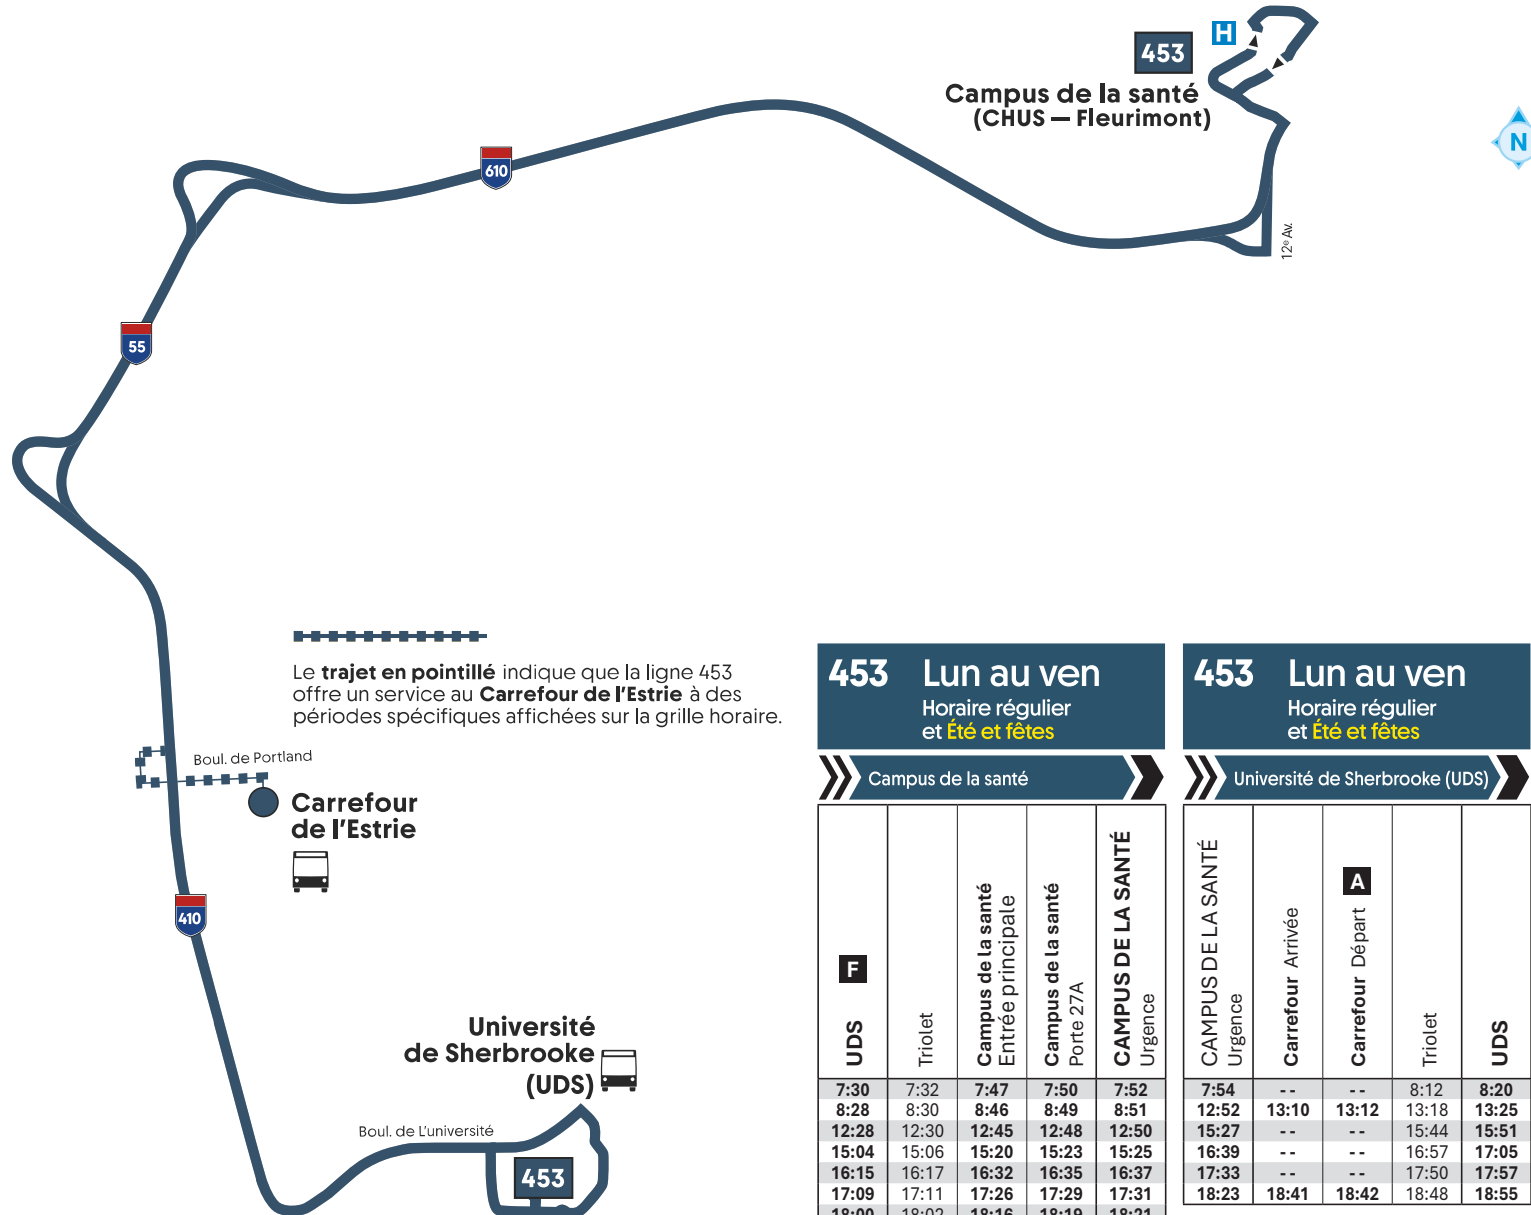 H
453
Campus de la santé
(CHUS — Fleurimont)
N
610
12e Av.
55
Le trajet en pointillé indique que la ligne 453
offre un service au Carrefour de l'Estrie à des
périodes spécifiques affichées sur la grille horaire.
Boul. de Portland
Carrefour
de l'Estrie
410
Université
de Sherbrooke
(UDS)
Boul. de L'université
453
453 Lun au ven
Horaire régulier
et Été et fêtes
Campus de la santé
UDS F
Triolet
Campus de la santé
Entrée principale
Campus de la santé
Porte 27A
CAMPUS DE LA SANTÉ
Urgence
7:30 7:32 7:47 7:50 7:52
8:28 8:30 8:46 8:49 8:51
12:28 12:30 12:45 12:48 12:50
15:04 15:06 15:20 15:23 15:25
16:15 16:17 16:32 16:35 16:37
17:09 17:11 17:26 17:29 17:31
18:00 18:02 18:16 18:19 18:21
453 Lun au ven
Horaire régulier
et Été et fêtes
Université de Sherbrooke (UDS)
CAMPUS DE LA SANTÉ
Urgence
Carrefour Arrivée
Carrefour Départ A
Triolet
UDS
7:54 -- -- 8:12 8:20
12:52 13:10 13:12 13:18 13:25
15:27 -- -- 15:44 15:51
16:39 -- -- 16:57 17:05
17:33 -- -- 17:50 17:57
18:23 18:41 18:42 18:48 18:55